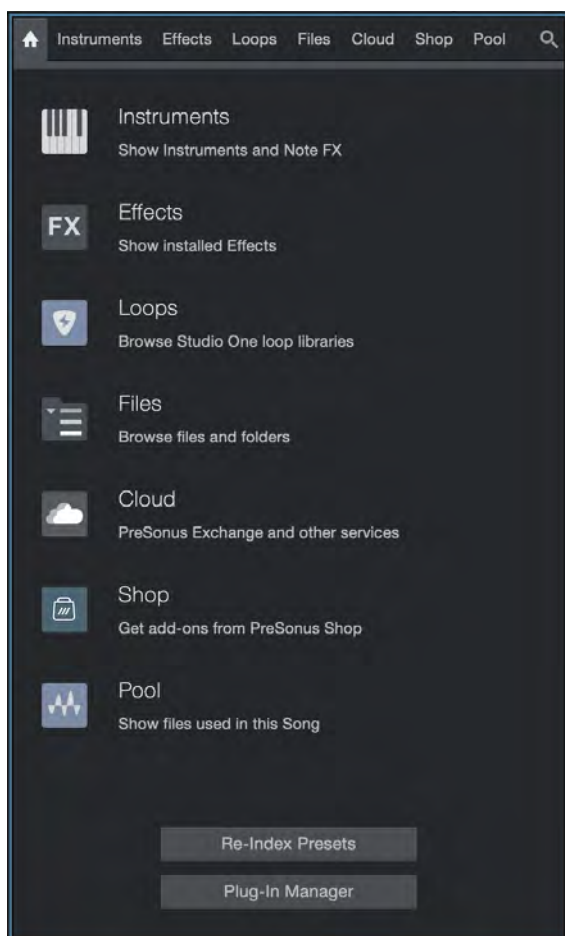 Instruments Effects Loops Files Cloud Shop Pool
Instruments
Show Instruments and Note FX
FX
Effects
Show installed Effects
Loops
Browse Studio One loop libraries
Files
Browse files and folders
Cloud
PreSonus Exchange and other services
Shop
Get add-ons from PreSonus Shop
Pool
Show files used in this Song
Re-Index Presets
Plug-In Manager